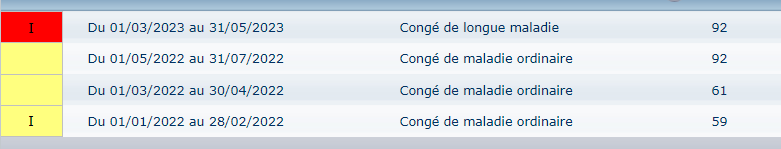 I Du 01/03/2023 au 31/05/2023 Congé de longue maladie 92
Du 01/05/2022 au 31/07/2022 Congé de maladie ordinaire 92
Du 01/03/2022 au 30/04/2022 Congé de maladie ordinaire 61
I Du 01/01/2022 au 28/02/2022 Congé de maladie ordinaire 59